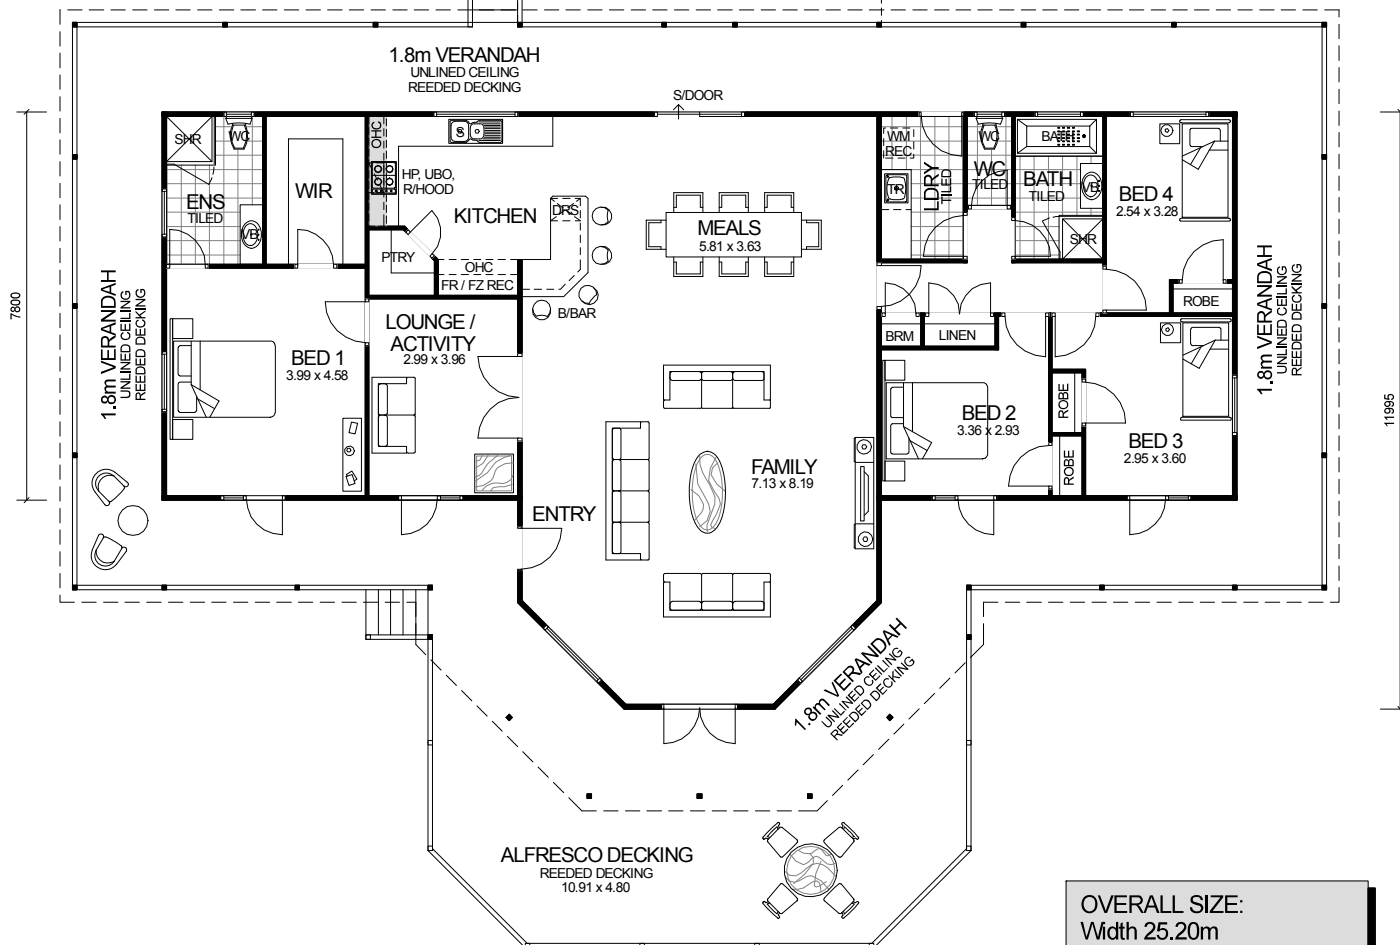 1.8m VERANDAH
UNLINED CEILING
REEDED DECKING
S/DOOR
SHR
WC
ENS
TILED
VB
WIR
OHC
S
HP, UBO,
R/HOOD
KITCHEN
DRS
PTRY
OHC
FR / FZ REC
B/BAR
MEALS
5.81 x 3.63
WM
REC
TR
LDRY
TILED
WC
WC
TILED
BATH
BATH
TILED
VB
SHR
BED 4
2.54 x 3.28
ROBE
7800
1.8m VERANDAH
UNLINED CEILING
REEDED DECKING
BED 1
3.99 x 4.58
LOUNGE /
ACTIVITY
2.99 x 3.96
BRM
LINEN
BED 2
3.36 x 2.93
ROBE
ROBE
BED 3
2.95 x 3.60
1.8m VERANDAH
UNLINED CEILING
REEDED DECKING
11995
FAMILY
7.13 x 8.19
ENTRY
1.8m VERANDAH
UNLINED CEILING
REEDED DECKING
ALFRESCO DECKING
REEDED DECKING
10.91 x 4.80
OVERALL SIZE:
Width 25.20m